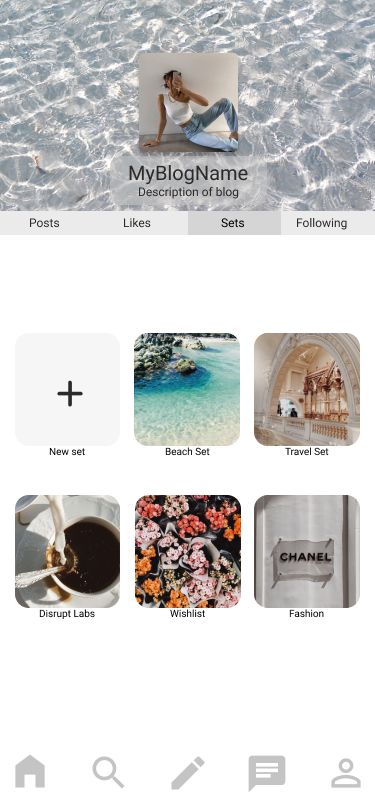 MyBlogName
Description of blog
Posts Likes Sets Following
New set Beach Set Travel Set
CHANEL
Disrupt Labs Wishlist Fashion